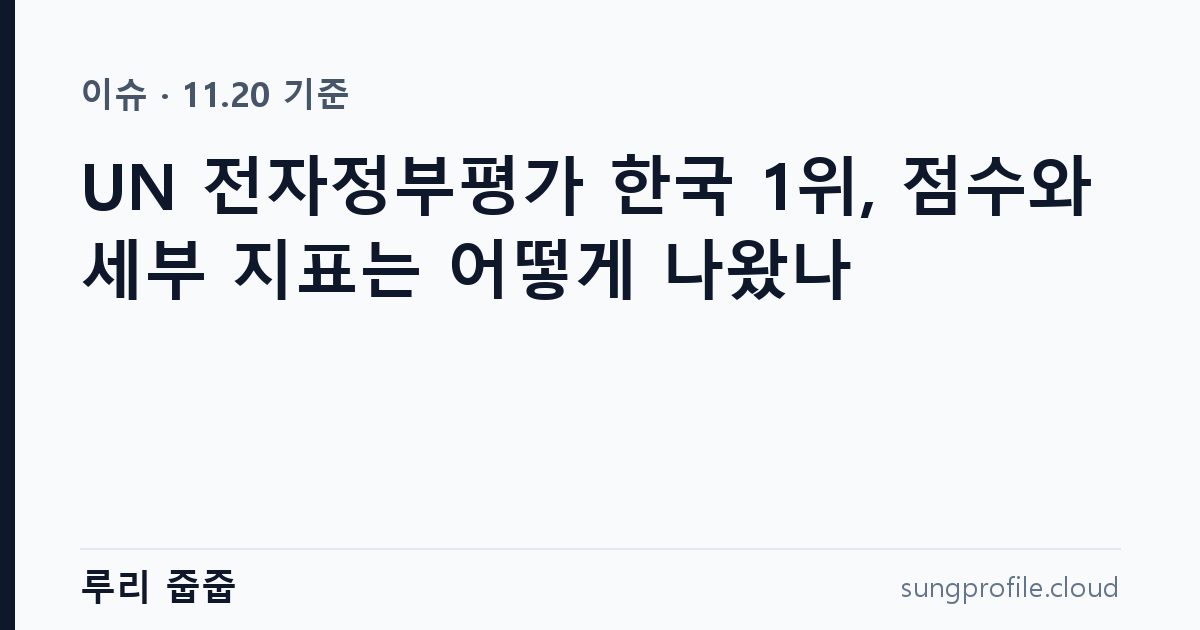 이슈 · 11.20 기준
UN 전자정부평가 한국 1위, 점수와
세부 지표는 어떻게 나왔나
루리 줍줍
sungprofile.cloud